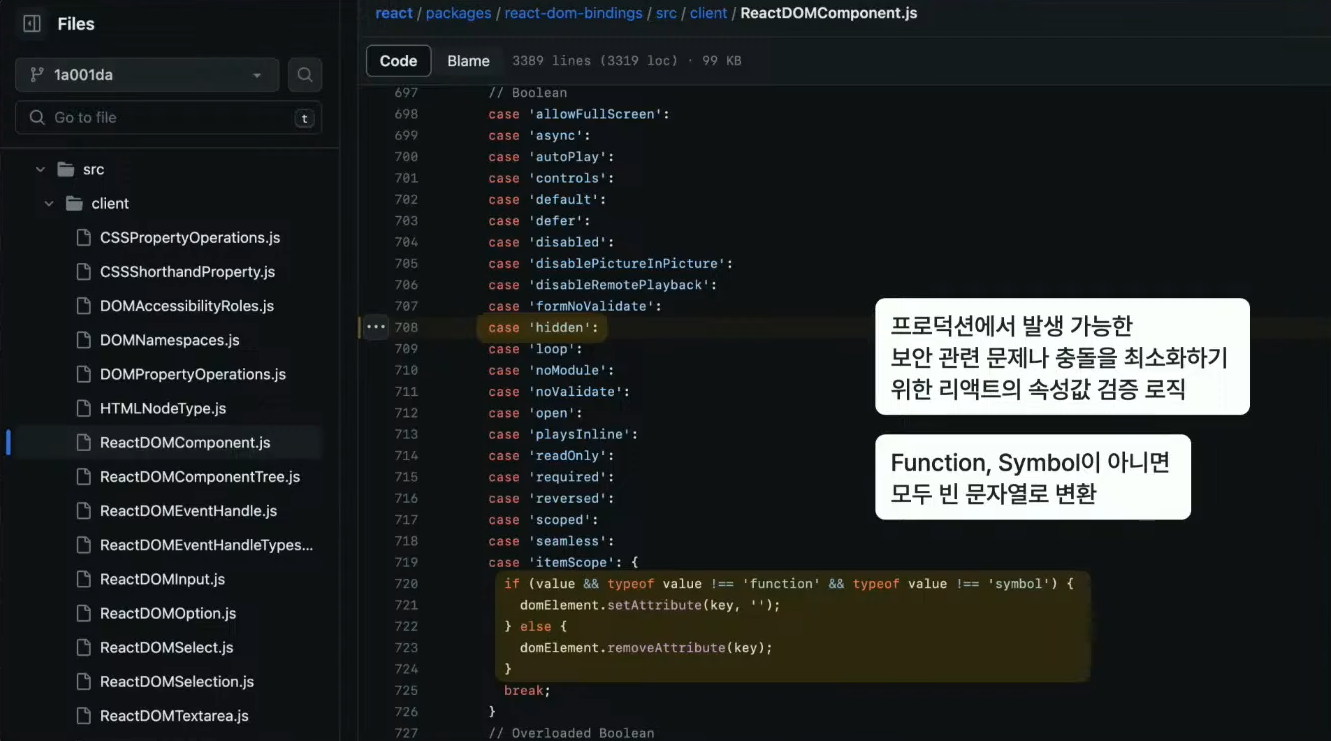 Files
1a001da
Go to file
t
src
client
CSSPropertyOperations.js
CSSShorthandProperty.js
DOMAccessibilityRoles.js
DOMNamespaces.js
DOMPropertyOperations.js
HTMLNodeType.js
ReactDOMComponent.js
ReactDOMComponentTree.js
ReactDOMEventHandle.js
ReactDOMEventHandleTypes...
ReactDOMInput.js
ReactDOMOption.js
ReactDOMSelect.js
ReactDOMSelection.js
ReactDOMTextarea.js
react / packages / react-dom-bindings / src / client / ReactDOMComponent.js
Code Blame 3389 lines (3319 loc) · 99 KB
697 // Boolean
698 case 'allowFullScreen':
699 case 'async':
700 case 'autoPlay':
701 case 'controls':
702 case 'default':
703 case 'defer':
704 case 'disabled':
705 case 'disablePictureInPicture':
706 case 'disableRemotePlayback':
707 case 'formNoValidate':
708 case 'hidden':
709 case 'loop':
710 case 'noModule':
711 case 'noValidate':
712 case 'open':
713 case 'playsInline':
714 case 'readOnly':
715 case 'required':
716 case 'reversed':
717 case 'scoped':
718 case 'seamless':
719 case 'itemScope': {
720 if (value && typeof value !== 'function' && typeof value !== 'symbol') {
721 domElement.setAttribute(key, '');
722 } else {
723 domElement.removeAttribute(key);
724 }
725 break;
726 }
727 // Overloaded Boolean
프로덕션에서 발생 가능한
보안 관련 문제나 충돌을 최소화하기
위한 리액트의 속성값 검증 로직
Function, Symbol이 아니면
모두 빈 문자열로 변환